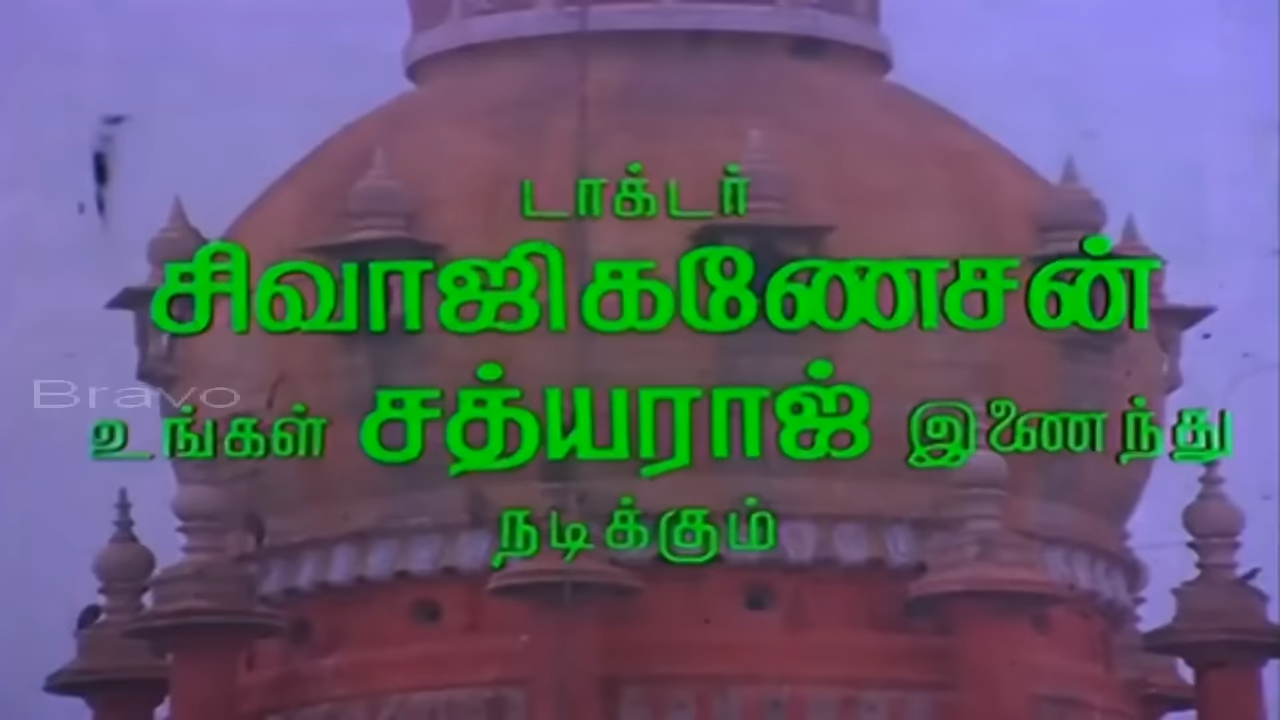 டாக்டர்
சிவாஜிகணேசன்
Bravo
உங்கள் சத்யராஜ் இணைந்து
நடிக்கும்